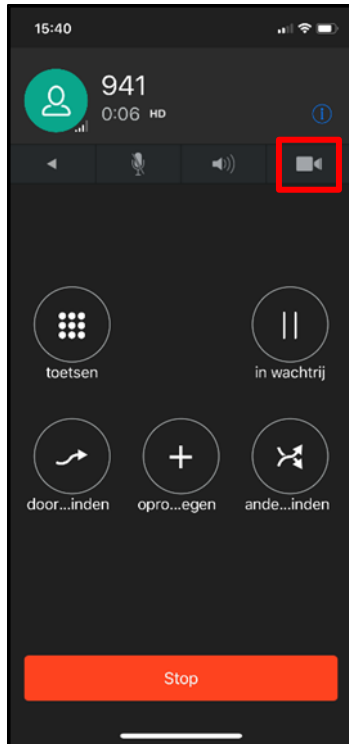 15:40
941
0:06 HD
toetsen
in wachtrij
door...inden
opro...egen
ande...inden
Stop